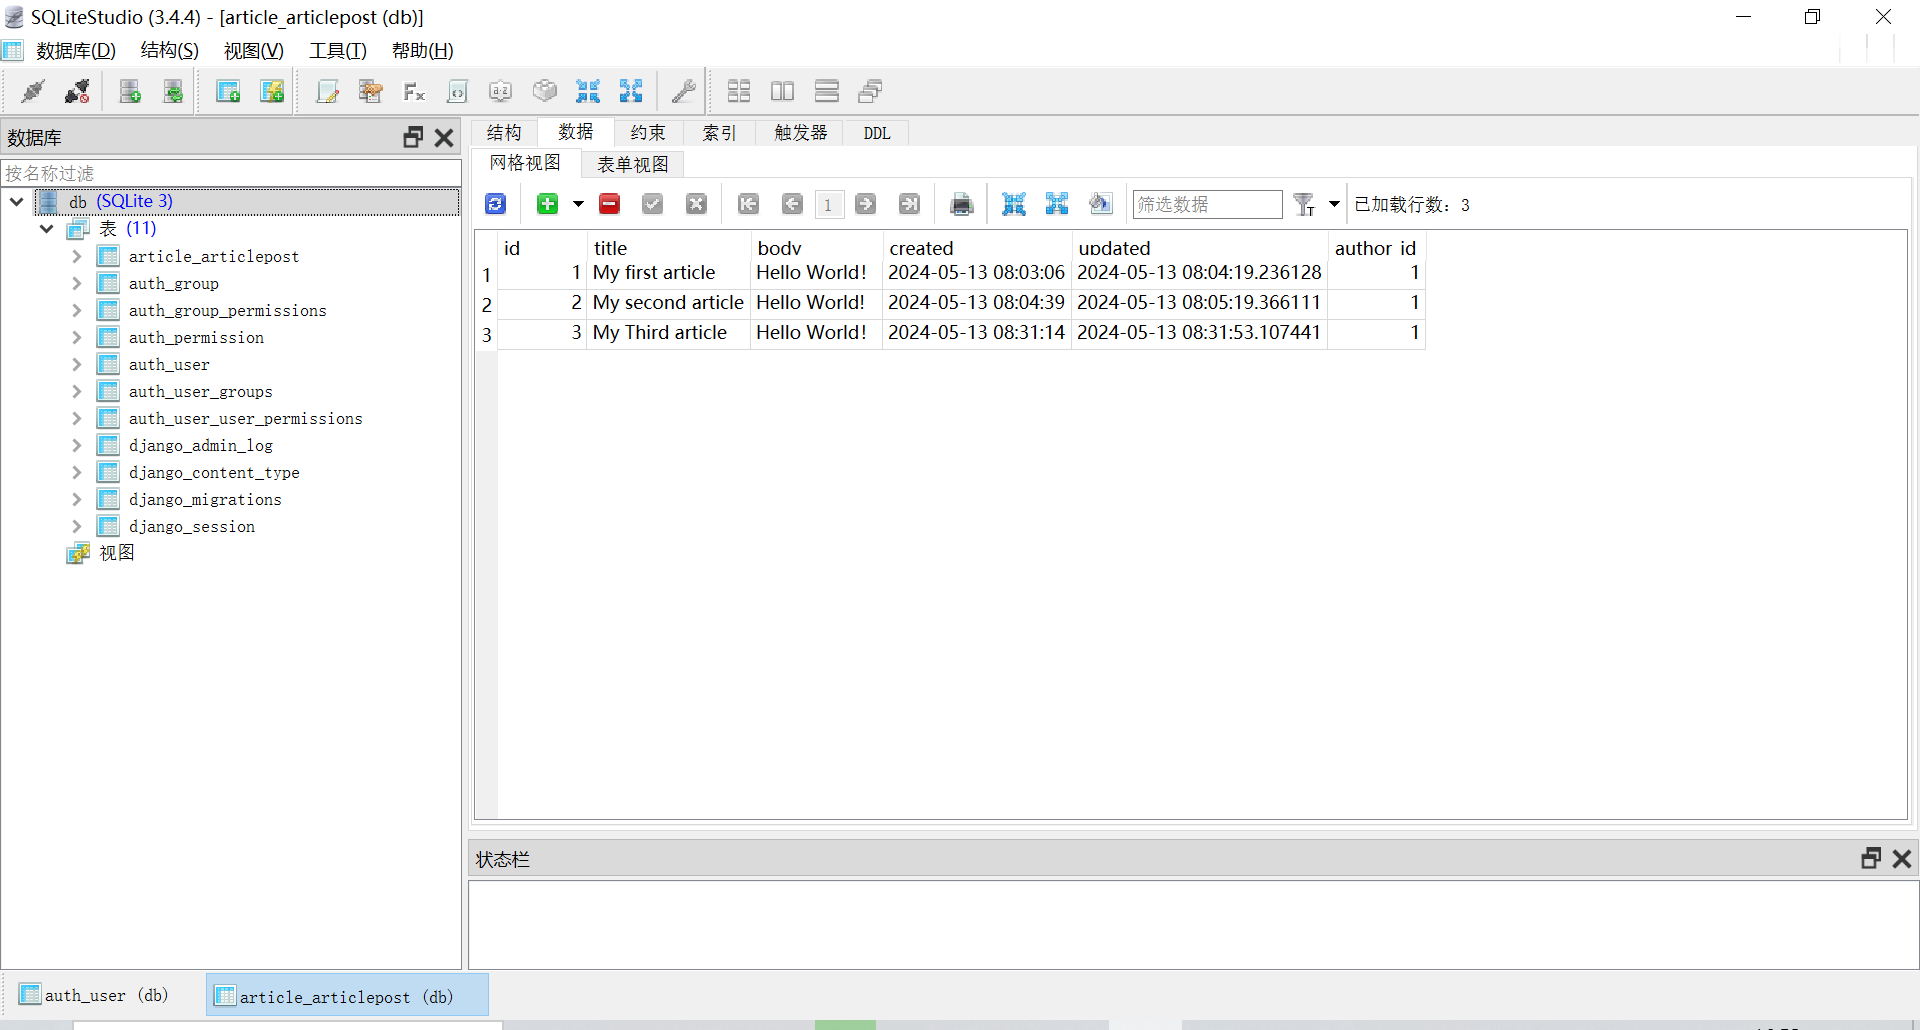 SQLiteStudio (3.4.4) - [article_articlepost (db)]
数据库(D) 结构(S) 视图(V) 工具(T) 帮助(H)
数据库
按名称过滤
db (SQLite 3)
表 (11)
article_articlepost
auth_group
auth_group_permissions
auth_permission
auth_user
auth_user_groups
auth_user_user_permissions
django_admin_log
django_content_type
django_migrations
django_session
视图
结构 数据 约束 索引 触发器 DDL
网格视图 表单视图
1 筛选数据 已加载行数: 3
id title body created updated author_id
1 1 My first article Hello World! 2024-05-13 08:03:06 2024-05-13 08:04:19.236128 1
2 2 My second article Hello World! 2024-05-13 08:04:39 2024-05-13 08:05:19.366111 1
3 3 My Third article Hello World! 2024-05-13 08:31:14 2024-05-13 08:31:53.107441 1
状态栏
auth_user (db) article_articlepost (db)